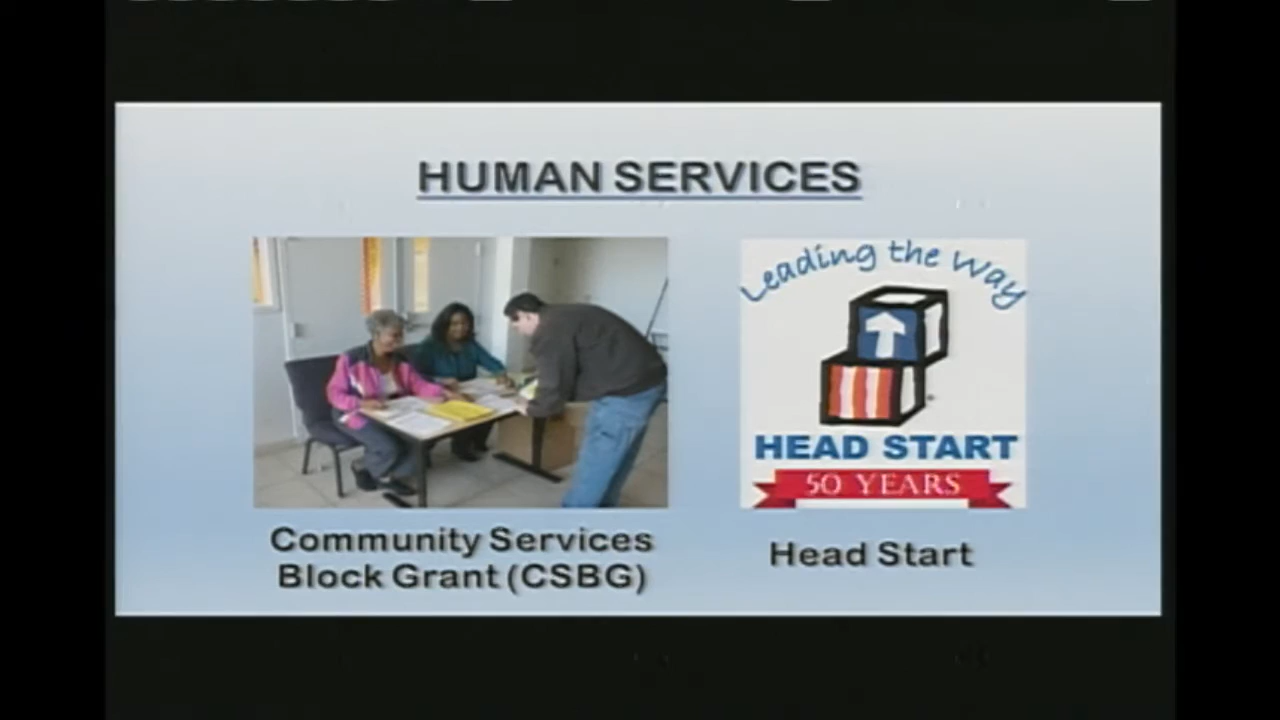 HUMAN SERVICES
Leading the Way
HEAD START
50 YEARS
Community Services
Block Grant (CSBG)
Head Start